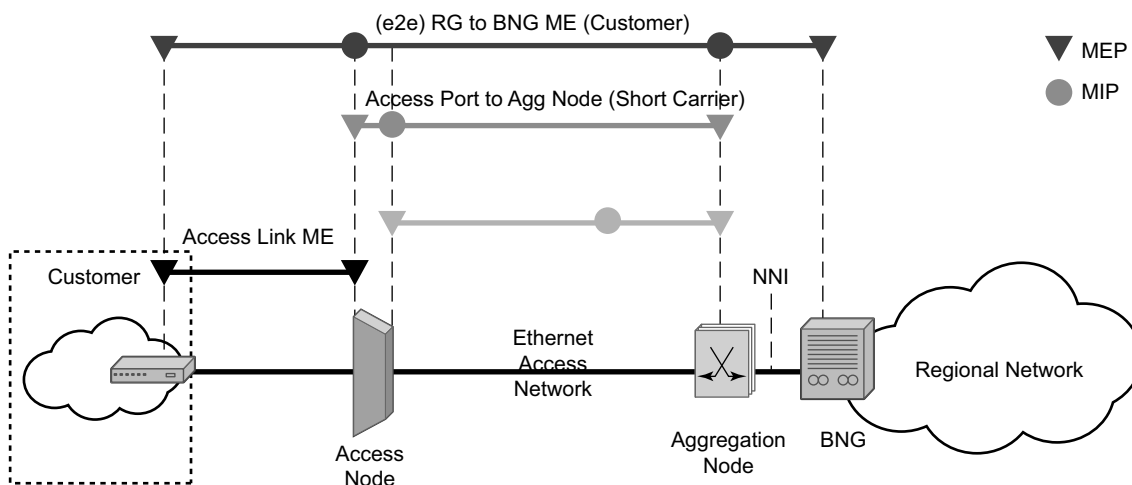 (e2e) RG to BNG ME (Customer)
MEP
MIP
Access Port to Agg Node (Short Carrier)
Access Link ME
Customer
NNI
Ethernet
Access
Network
Regional Network
Access
Node
Aggregation
Node
BNG